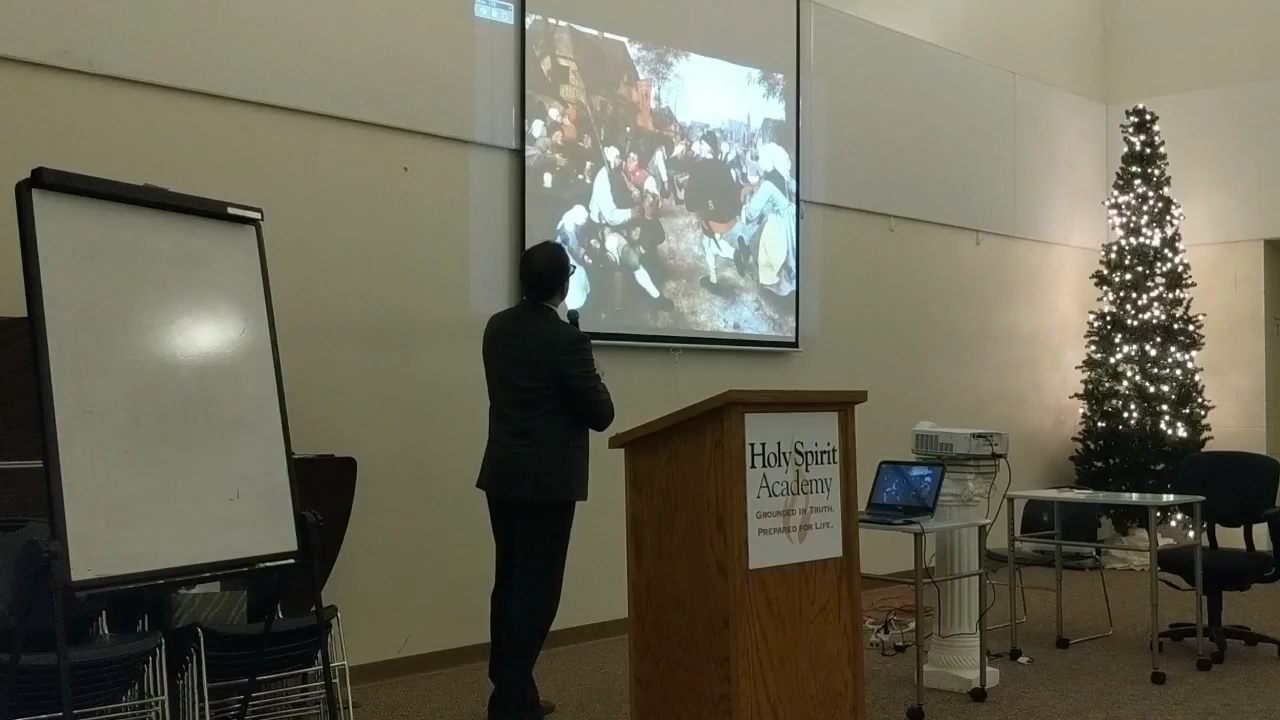 Holy Spirit
Academy
GROUNDED IN TRUTH.
PREPARED FOR LIFE.